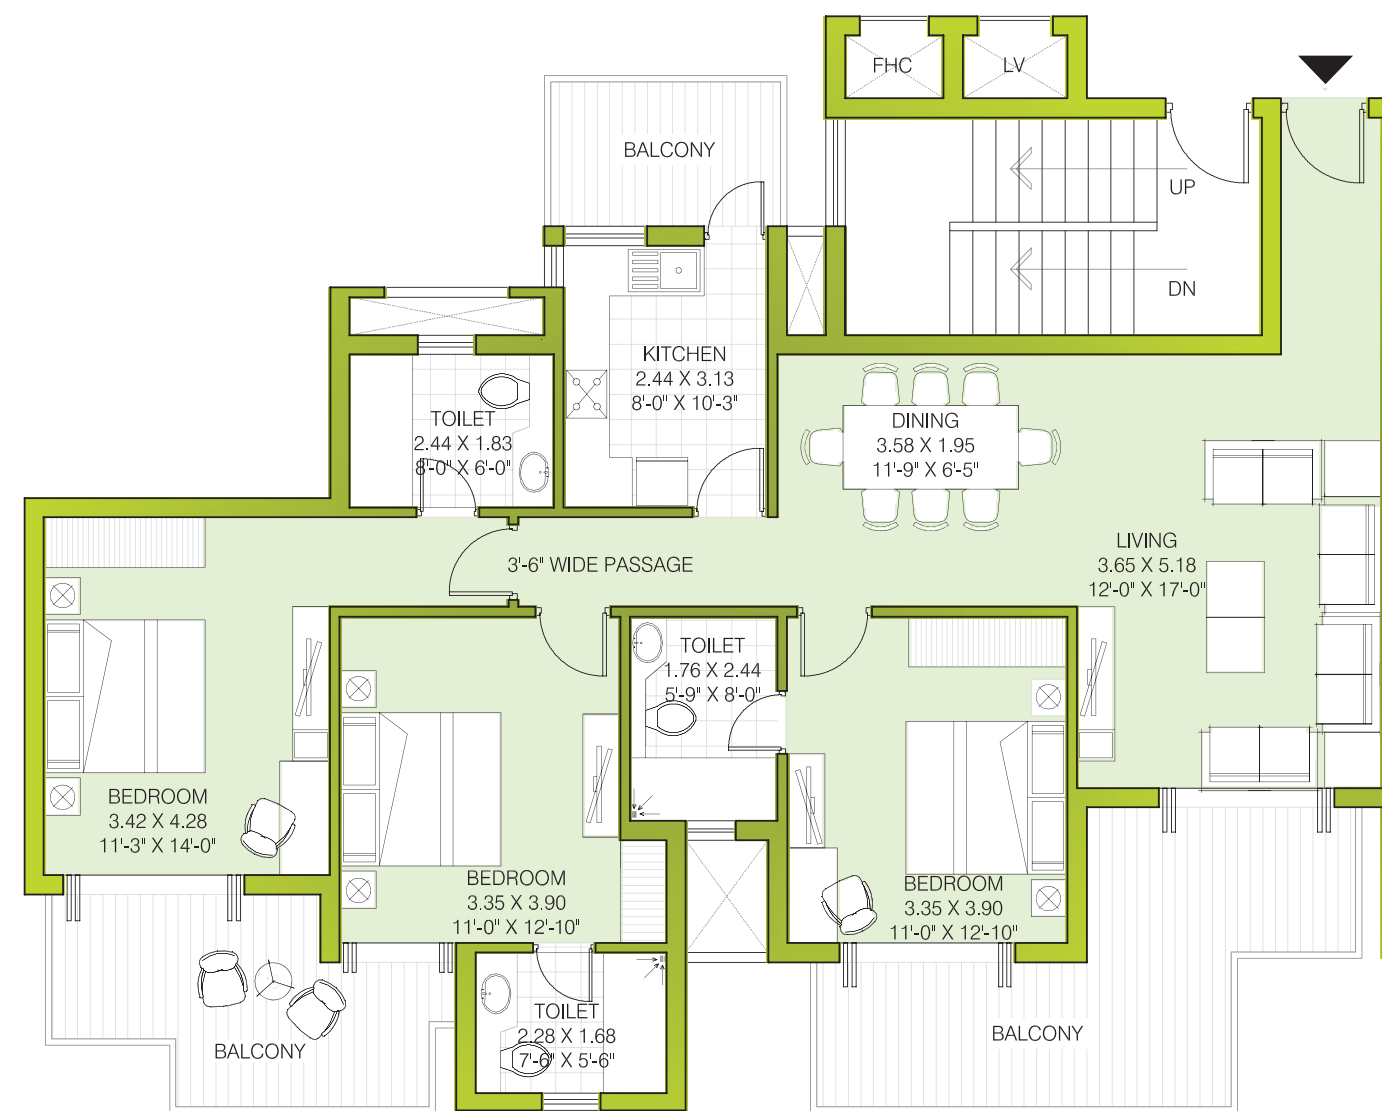 FHC
LV
BALCONY
UP
DN
KITCHEN
2.44 X 3.13
8'-0" X 10'-3"
TOILET
2.44 X 1.83
8'-0" X 6'-0"
DINING
3.58 X 1.95
11'-9" X 6'-5"
LIVING
3.65 X 5.18
12'-0" X 17'-0"
3'-6" WIDE PASSAGE
TOILET
1.76 X 2.44
5'-9" X 8'-0"
BEDROOM
3.42 X 4.28
11'-3" X 14'-0"
BEDROOM
3.35 X 3.90
11'-0" X 12'-10"
BEDROOM
3.35 X 3.90
11'-0" X 12'-10"
TOILET
2.28 X 1.68
7'-6" X 5'-6"
BALCONY
BALCONY